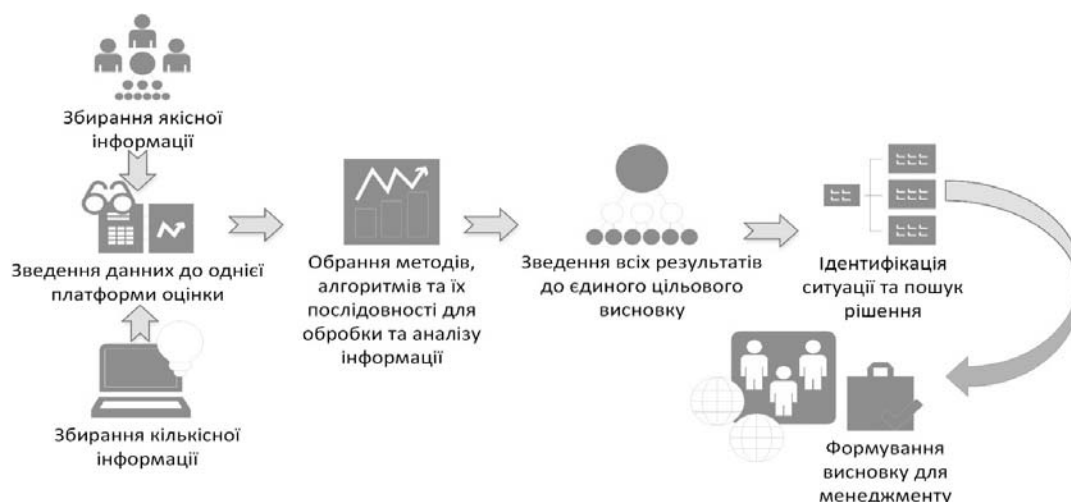 Збирання якісної
інформації
Зведення данних до однієї
платформи оцінки
Збирання кількісної
інформації
Обрання методів,
алгоритмів та їх
послідовності для
обробки та аналізу
інформації
Зведення всіх результатів
до єдиного цільового
висновку
Ідентифікація
ситуації та пошук
рішення
Формування
висновку для
менеджменту